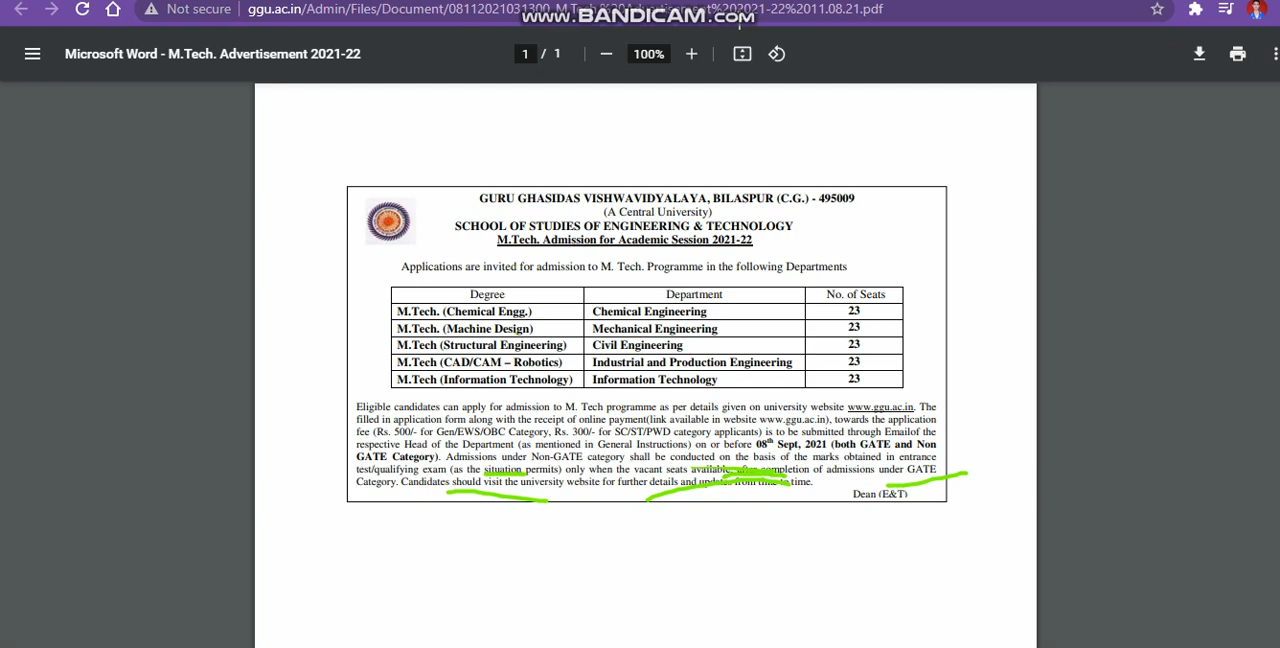 Not secure
ggu.ac.in/Admin/Files/Document/08112021031300_M.Tech.%20Advertisement%202021-22%2011.08.21.pdf
www.BANDICAM.com
Microsoft Word - M.Tech. Advertisement 2021-22
1 / 1
100%
GURU GHASIDAS VISHWAVIDYALAYA, BILASPUR (C.G.) - 495009
(A Central University)
SCHOOL OF STUDIES OF ENGINEERING & TECHNOLOGY
M.Tech. Admission for Academic Session 2021-22
Applications are invited for admission to M. Tech. Programme in the following Departments
Degree Department No. of Seats
M.Tech. (Chemical Engg.) Chemical Engineering 23
M.Tech. (Machine Design) Mechanical Engineering 23
M.Tech (Structural Engineering) Civil Engineering 23
M.Tech (CAD/CAM – Robotics) Industrial and Production Engineering 23
M.Tech (Information Technology) Information Technology 23
Eligible candidates can apply for admission to M. Tech programme as per details given on university website www.ggu.ac.in. The
filled in application form along with the receipt of online payment(link available in website www.ggu.ac.in), towards the application
fee (Rs. 500/- for Gen/EWS/OBC Category, Rs. 300/- for SC/ST/PWD category applicants) is to be submitted through Emailof the
respective Head of the Department (as mentioned in General Instructions) on or before 08th Sept, 2021 (both GATE and Non
GATE Category). Admissions under Non-GATE category shall be conducted on the basis of the marks obtained in entrance
test/qualifying exam (as the situation permits) only when the vacant seats available, after completion of admissions under GATE
Category. Candidates should visit the university website for further details and updates from time to time.
Dean (E&T)